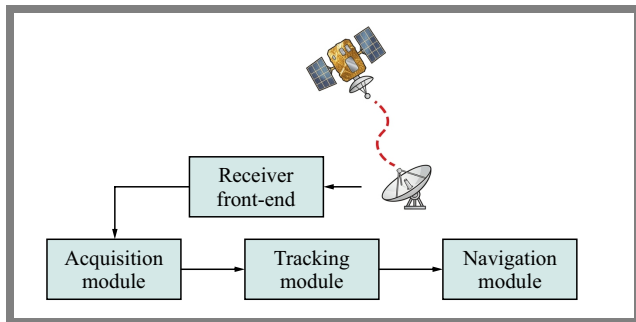 Receiver
front-end
Acquisition
module
Tracking
module
Navigation
module